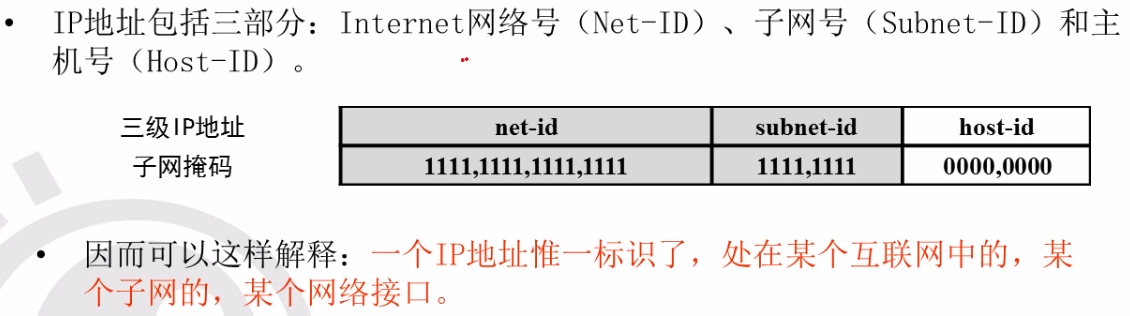 • IP地址包括三部分：Internet网络号（Net-ID）、子网号（Subnet-ID）和主
机号（Host-ID）。
三级IP地址 net-id subnet-id host-id
子网掩码 1111,1111,1111,1111 1111,1111 0000,0000
• 因而可以这样解释：一个IP地址惟一标识了，处在某个互联网中的，某
个子网的，某个网络接口。